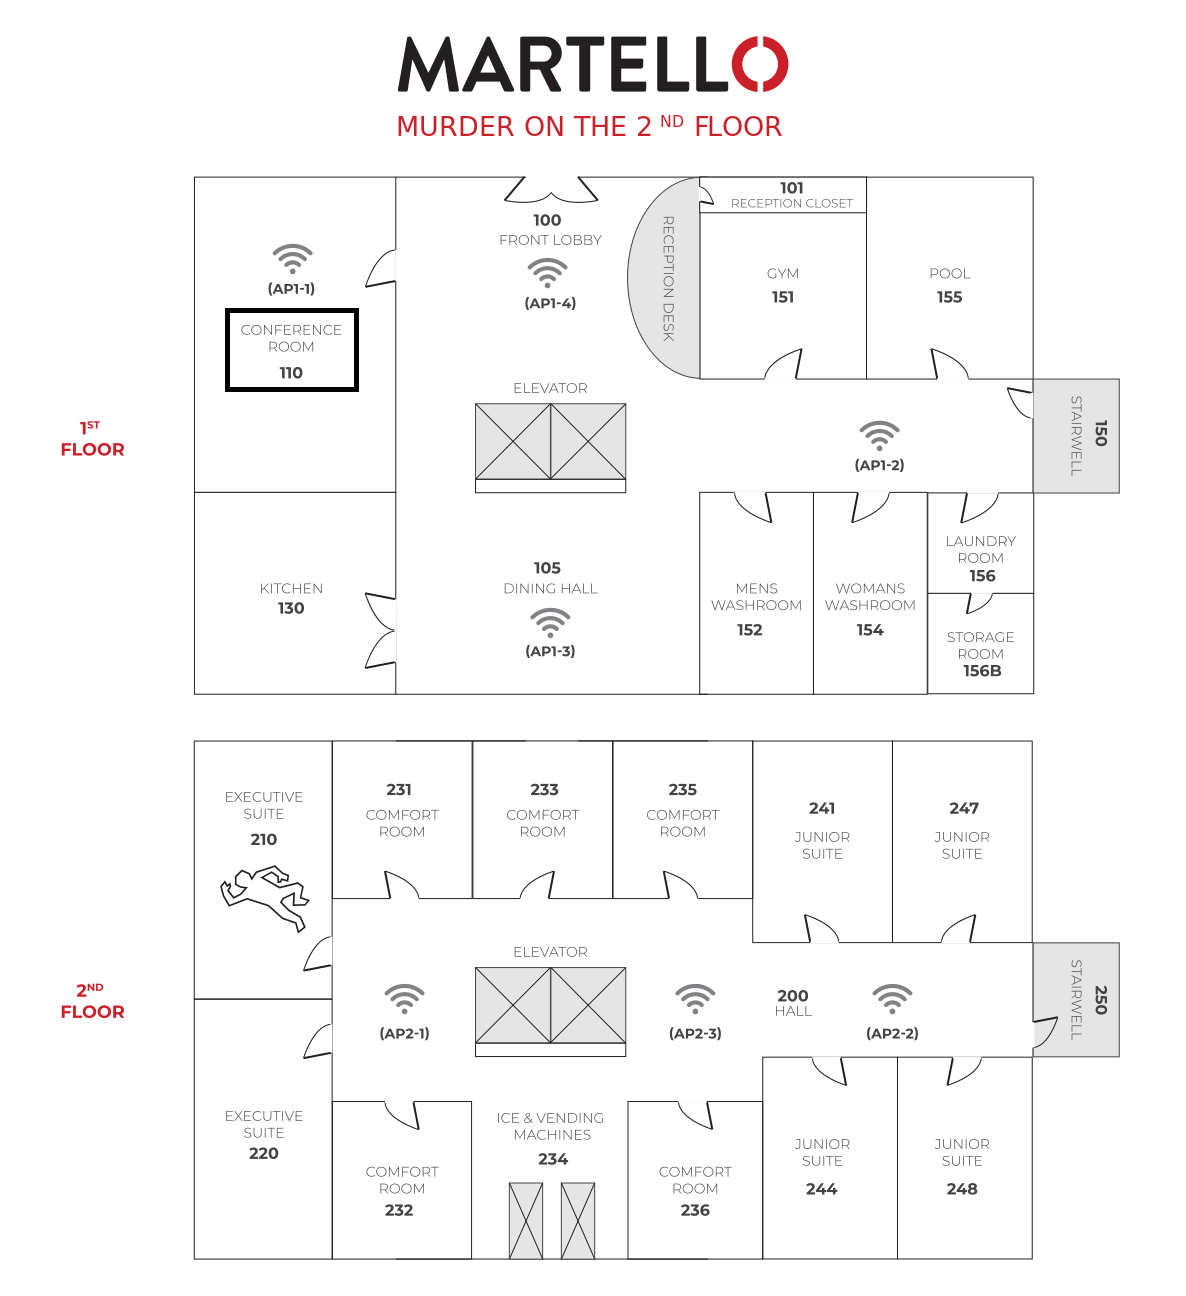 MARTELLO
MURDER ON THE 2 ND FLOOR
1ST
FLOOR
(AP1-1)
CONFERENCE
ROOM
110
100
FRONT LOBBY
(AP1-4)
RECEPTION DESK
101
RECEPTION CLOSET
GYM
151
POOL
155
ELEVATOR
(AP1-2)
STAIRWELL
150
KITCHEN
130
105
DINING HALL
(AP1-3)
MENS
WASHROOM
152
WOMANS
WASHROOM
154
LAUNDRY
ROOM
156
STORAGE
ROOM
156B
2ND
FLOOR
EXECUTIVE
SUITE
210
231
COMFORT
ROOM
233
COMFORT
ROOM
235
COMFORT
ROOM
241
JUNIOR
SUITE
247
JUNIOR
SUITE
ELEVATOR
(AP2-1)
(AP2-3)
200
HALL
(AP2-2)
STAIRWELL
250
EXECUTIVE
SUITE
220
COMFORT
ROOM
232
ICE & VENDING
MACHINES
234
COMFORT
ROOM
236
JUNIOR
SUITE
244
JUNIOR
SUITE
248